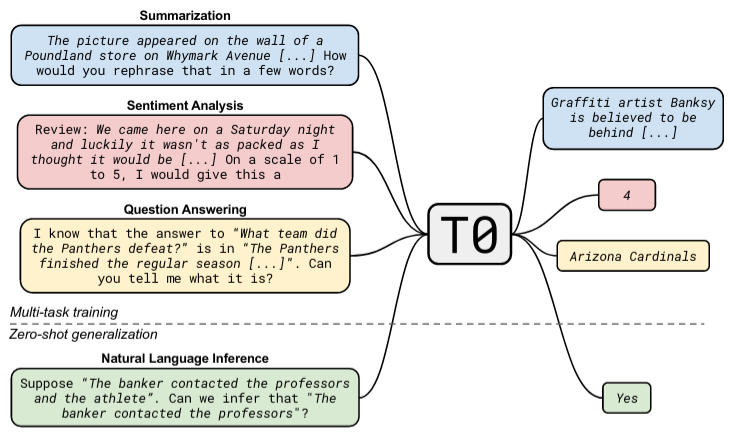 Summarization
The picture appeared on the wall of a
Poundland store on Whymark Avenue [...] How
would you rephrase that in a few words?
Sentiment Analysis
Review: We came here on a Saturday night
and luckily it wasn't as packed as I
thought it would be [...] On a scale of 1
to 5, I would give this a
Question Answering
I know that the answer to “What team did
the Panthers defeat?” is in “The Panthers
finished the regular season [...]”. Can
you tell me what it is?
Multi-task training
Zero-shot generalization
Natural Language Inference
Suppose “The banker contacted the professors
and the athlete”. Can we infer that "The
banker contacted the professors"?
T0
Graffiti artist Banksy
is believed to be
behind [...]
4
Arizona Cardinals
Yes